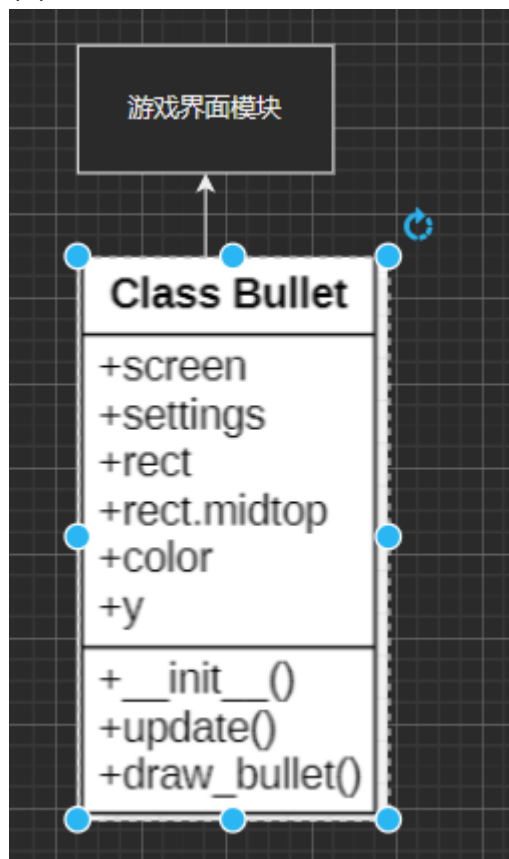 游戏界面模块
Class Bullet
+screen
+settings
+rect
+rect.midtop
+color
+y
+__init__()
+update()
+draw_bullet()